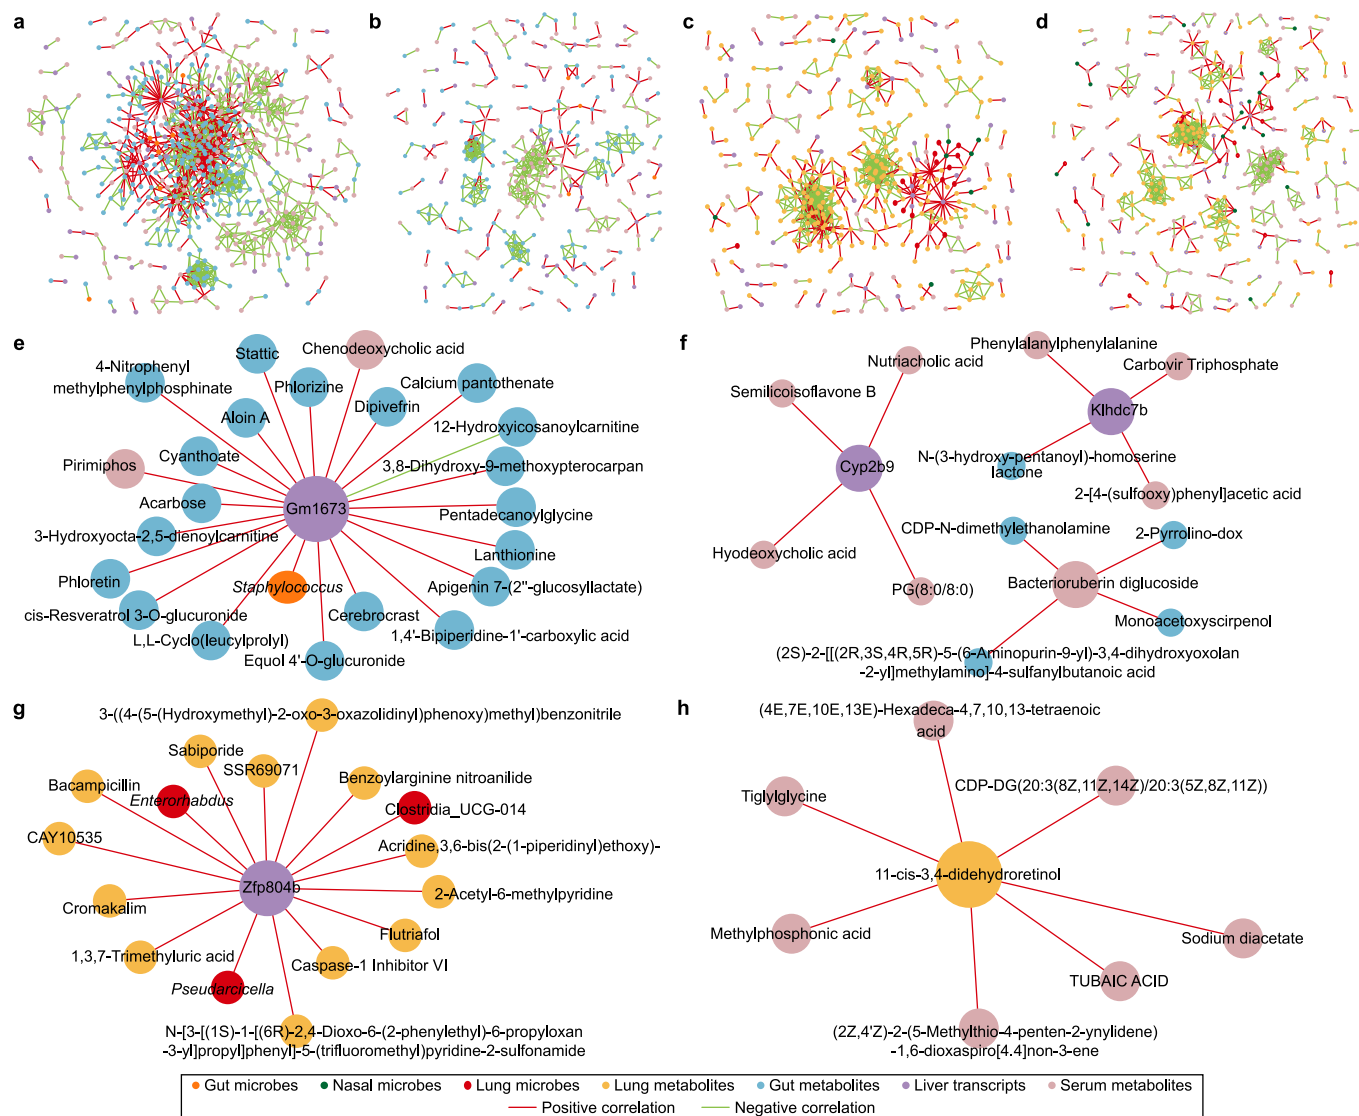 a
b
c
d
e
4-Nitrophenyl
methylphenylphosphinate
Stattic
Chenodeoxycholic acid
Phlorizine
Calcium pantothenate
Aloin A
Dipivefrin
12-Hydroxyicosanoylcarnitine
Cyanthoate
3,8-Dihydroxy-9-methoxypterocarpan
Pirimiphos
Acarbose
Gm1673
Pentadecanoylglycine
3-Hydroxyocta-2,5-dienoylcarnitine
Lanthionine
Phloretin
Staphylococcus
Apigenin 7-(2''-glucosyllactate)
cis-Resveratrol 3-O-glucuronide
Cerebrocrast
L,L-Cyclo(leucylprolyl)
1,4'-Bipiperidine-1'-carboxylic acid
Equol 4'-O-glucuronide
f
Phenylalanylphenylalanine
Nutriacholic acid
Carbovir Triphosphate
Semilicoisoflavone B
Klhdc7b
Cyp2b9
N-(3-hydroxy-pentanoyl)-homoserine
lactone
2-[4-(sulfooxy)phenyl]acetic acid
CDP-N-dimethylethanolamine
2-Pyrrolino-dox
Hyodeoxycholic acid
Bacterioruberin diglucoside
PG(8:0/8:0)
Monoacetoxyscirpenol
(2S)-2-[[(2R,3S,4R,5R)-5-(6-Aminopurin-9-yl)-3,4-dihydroxyoxolan
-2-yl]methylamino]-4-sulfanylbutanoic acid
g
3-((4-(5-(Hydroxymethyl)-2-oxo-3-oxazolidinyl)phenoxy)methyl)benzonitrile
Sabiporide
SSR69071
Benzoylarginine nitroanilide
Bacampicillin
Enterorhabdus
Clostridia_UCG-014
CAY10535
Acridine,3,6-bis(2-(1-piperidinyl)ethoxy)-
Zfp804b
2-Acetyl-6-methylpyridine
Cromakalim
Flutriafol
1,3,7-Trimethyluric acid
Caspase-1 Inhibitor VI
Pseudarcicella
N-[3-[(1S)-1-[(6R)-2,4-Dioxo-6-(2-phenylethyl)-6-propyloxan
-3-yl]propyl]phenyl]-5-(trifluoromethyl)pyridine-2-sulfonamide
h
(4E,7E,10E,13E)-Hexadeca-4,7,10,13-tetraenoic
acid
CDP-DG(20:3(8Z,11Z,14Z)/20:3(5Z,8Z,11Z))
Tiglylglycine
11-cis-3,4-didehydroretinol
Methylphosphonic acid
Sodium diacetate
TUBAIC ACID
(2Z,4'Z)-2-(5-Methylthio-4-penten-2-ynylidene)
-1,6-dioxaspiro[4.4]non-3-ene
Gut microbes
Nasal microbes
Lung microbes
Lung metabolites
Gut metabolites
Liver transcripts
Serum metabolites
Positive correlation
Negative correlation